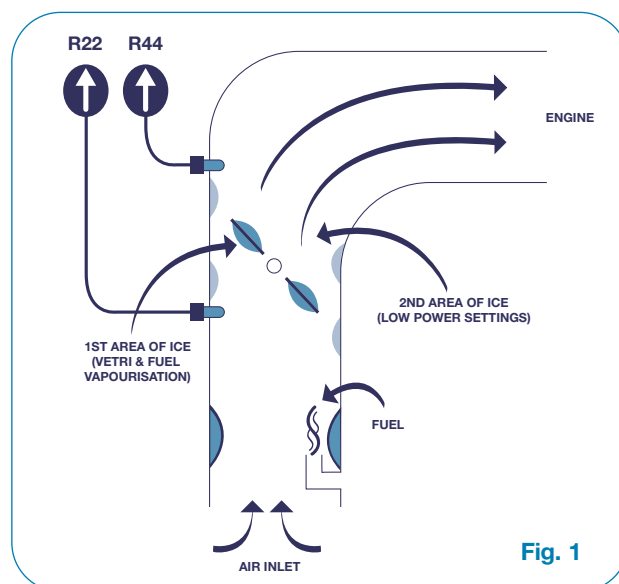 R22 R44
ENGINE
1ST AREA OF ICE
(VETRI & FUEL
VAPOURISATION)
2ND AREA OF ICE
(LOW POWER SETTINGS)
FUEL
AIR INLET
Fig. 1